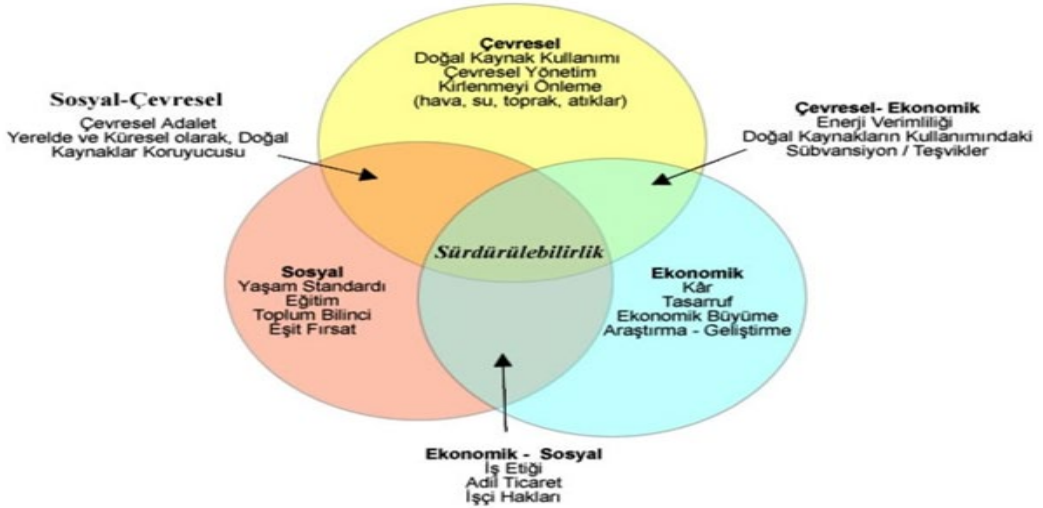 Çevresel
Doğal Kaynak Kullanımı
Çevresel Yönetim
Kirlenmeyi Önleme
(hava, su, toprak, atıklar)
Sosyal-Çevresel
Çevresel Adalet
Yerelde ve Küresel olarak, Doğal
Kaynaklar Koruyucusu
Çevresel- Ekonomik
Enerji Verimliliği
Doğal Kaynakların Kullanımındaki
Sübvansiyon / Teşvikler
Sürdürülebilirlik
Sosyal
Yaşam Standardı
Eğitim
Toplum Bilinci
Eşit Fırsat
Ekonomik
Kâr
Tasarruf
Ekonomik Büyüme
Araştırma - Geliştirme
Ekonomik - Sosyal
İş Etiği
Adil Ticaret
İşçi Hakları